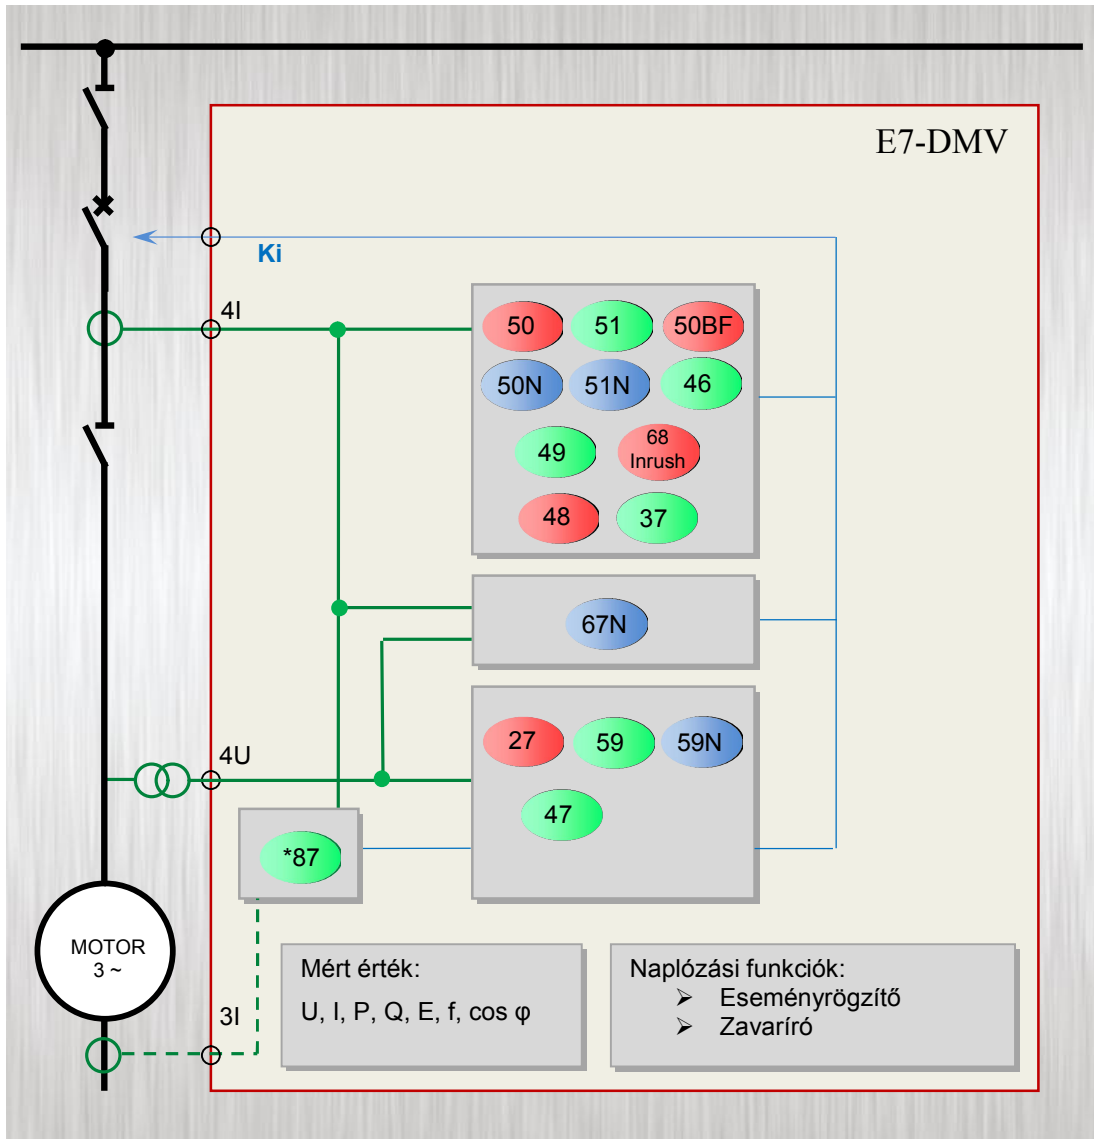 E7-DMV
Ki
4I
50 51 50BF
50N 51N 46
49 68
Inrush
48 37
67N
4U
27 59 59N
47
*87
MOTOR
3 ~
3I
Mért érték:
U, I, P, Q, E, f, cos φ
Naplózási funkciók:
➢ Eseményrögzítő
➢ Zavaríró